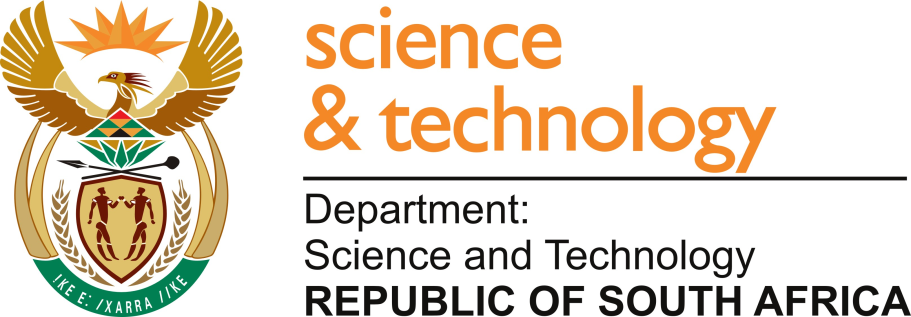 science
& technology
Department:
Science and Technology
REPUBLIC OF SOUTH AFRICA
!KE E: /XARRA //KE